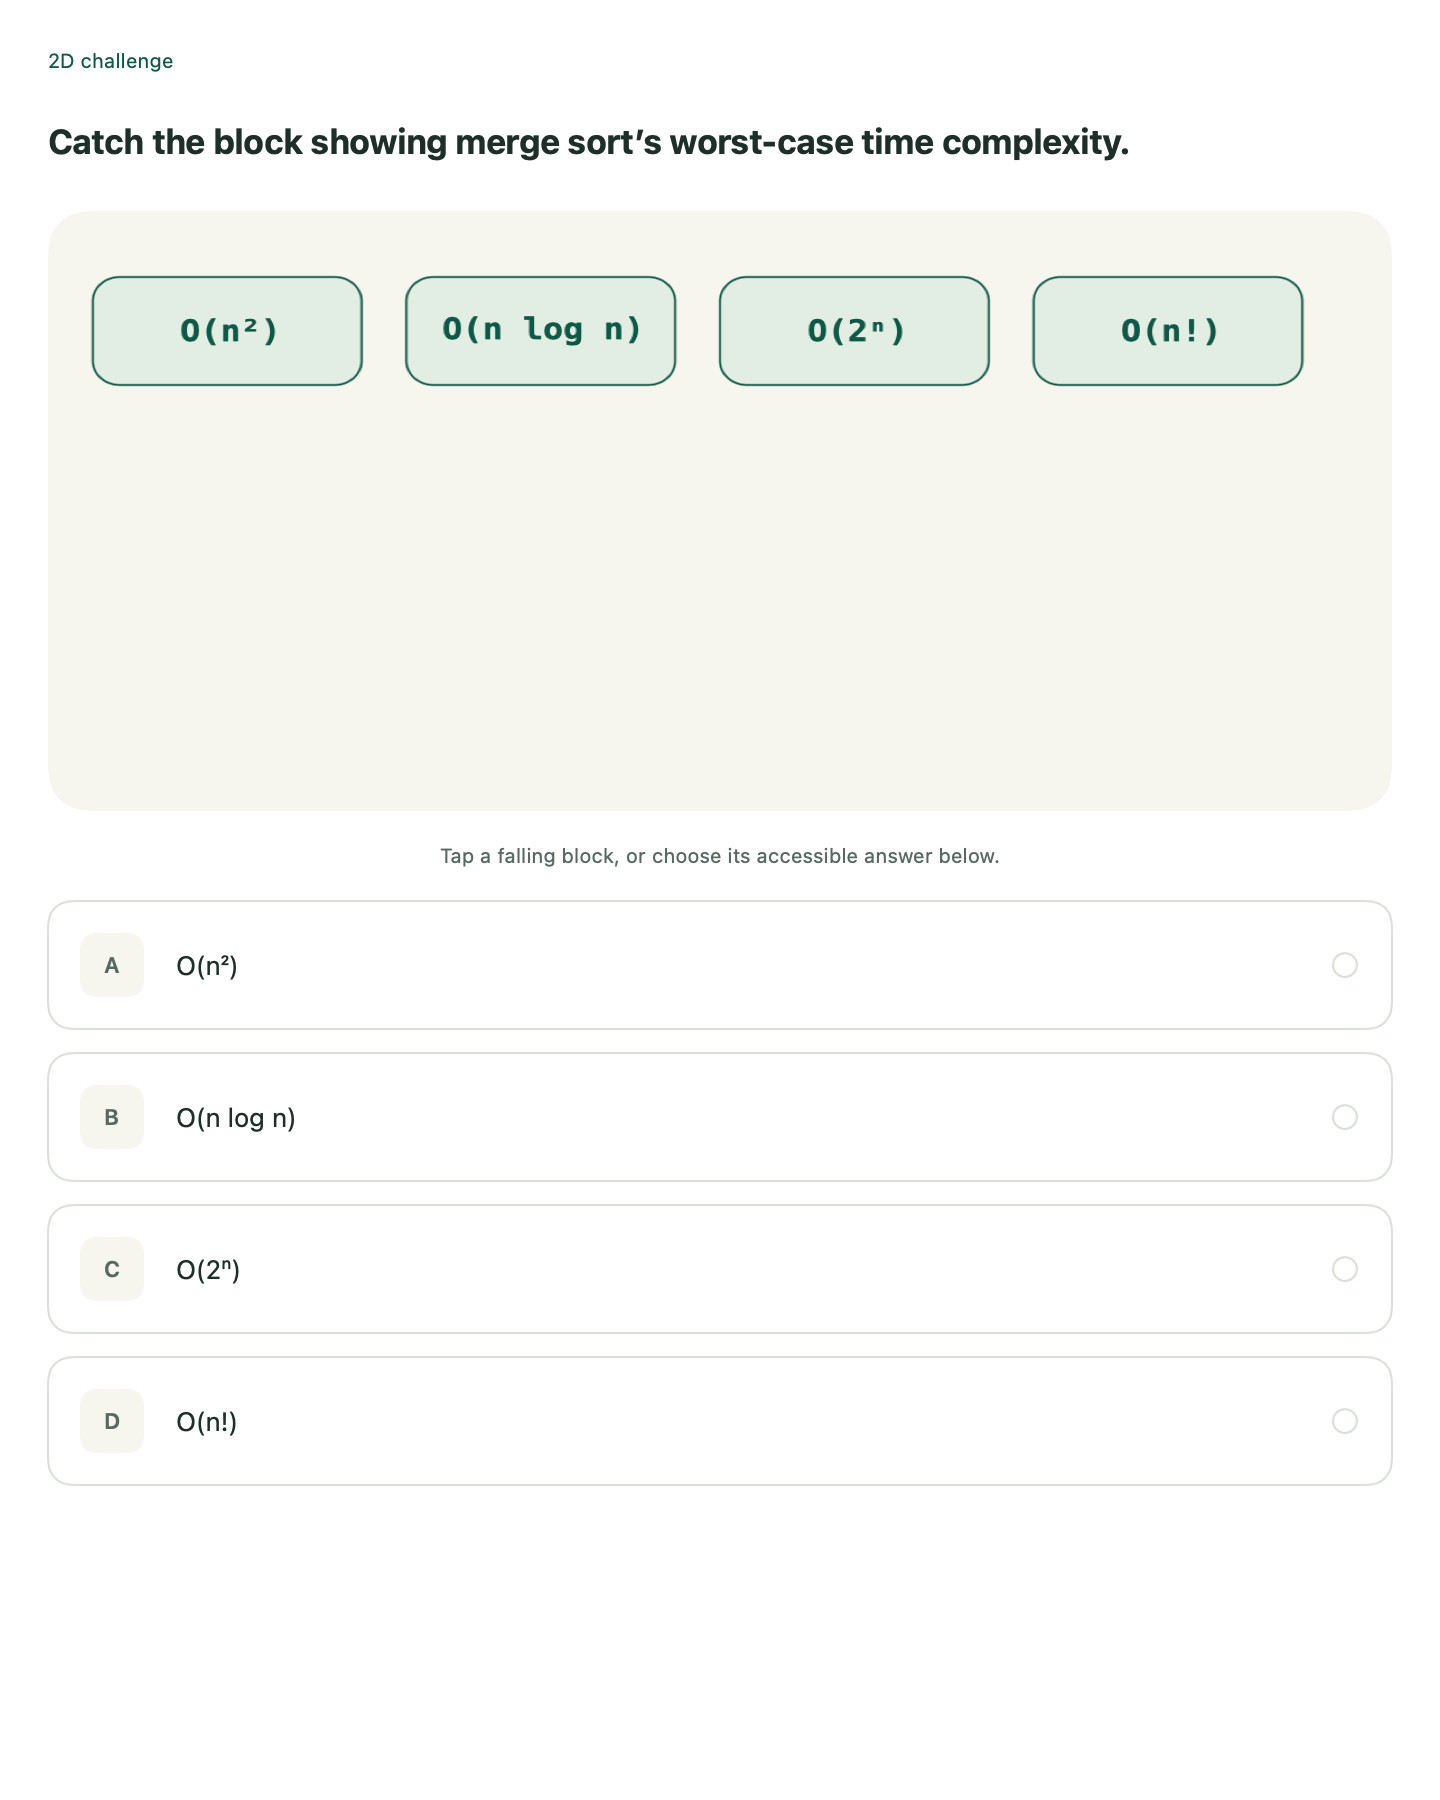 2D challenge
Catch the block showing merge sort’s worst-case time complexity.
O(n²)
O(n log n)
O(2ⁿ)
O(n!)
Tap a falling block, or choose its accessible answer below.
A O(n²)
B O(n log n)
C O(2ⁿ)
D O(n!)